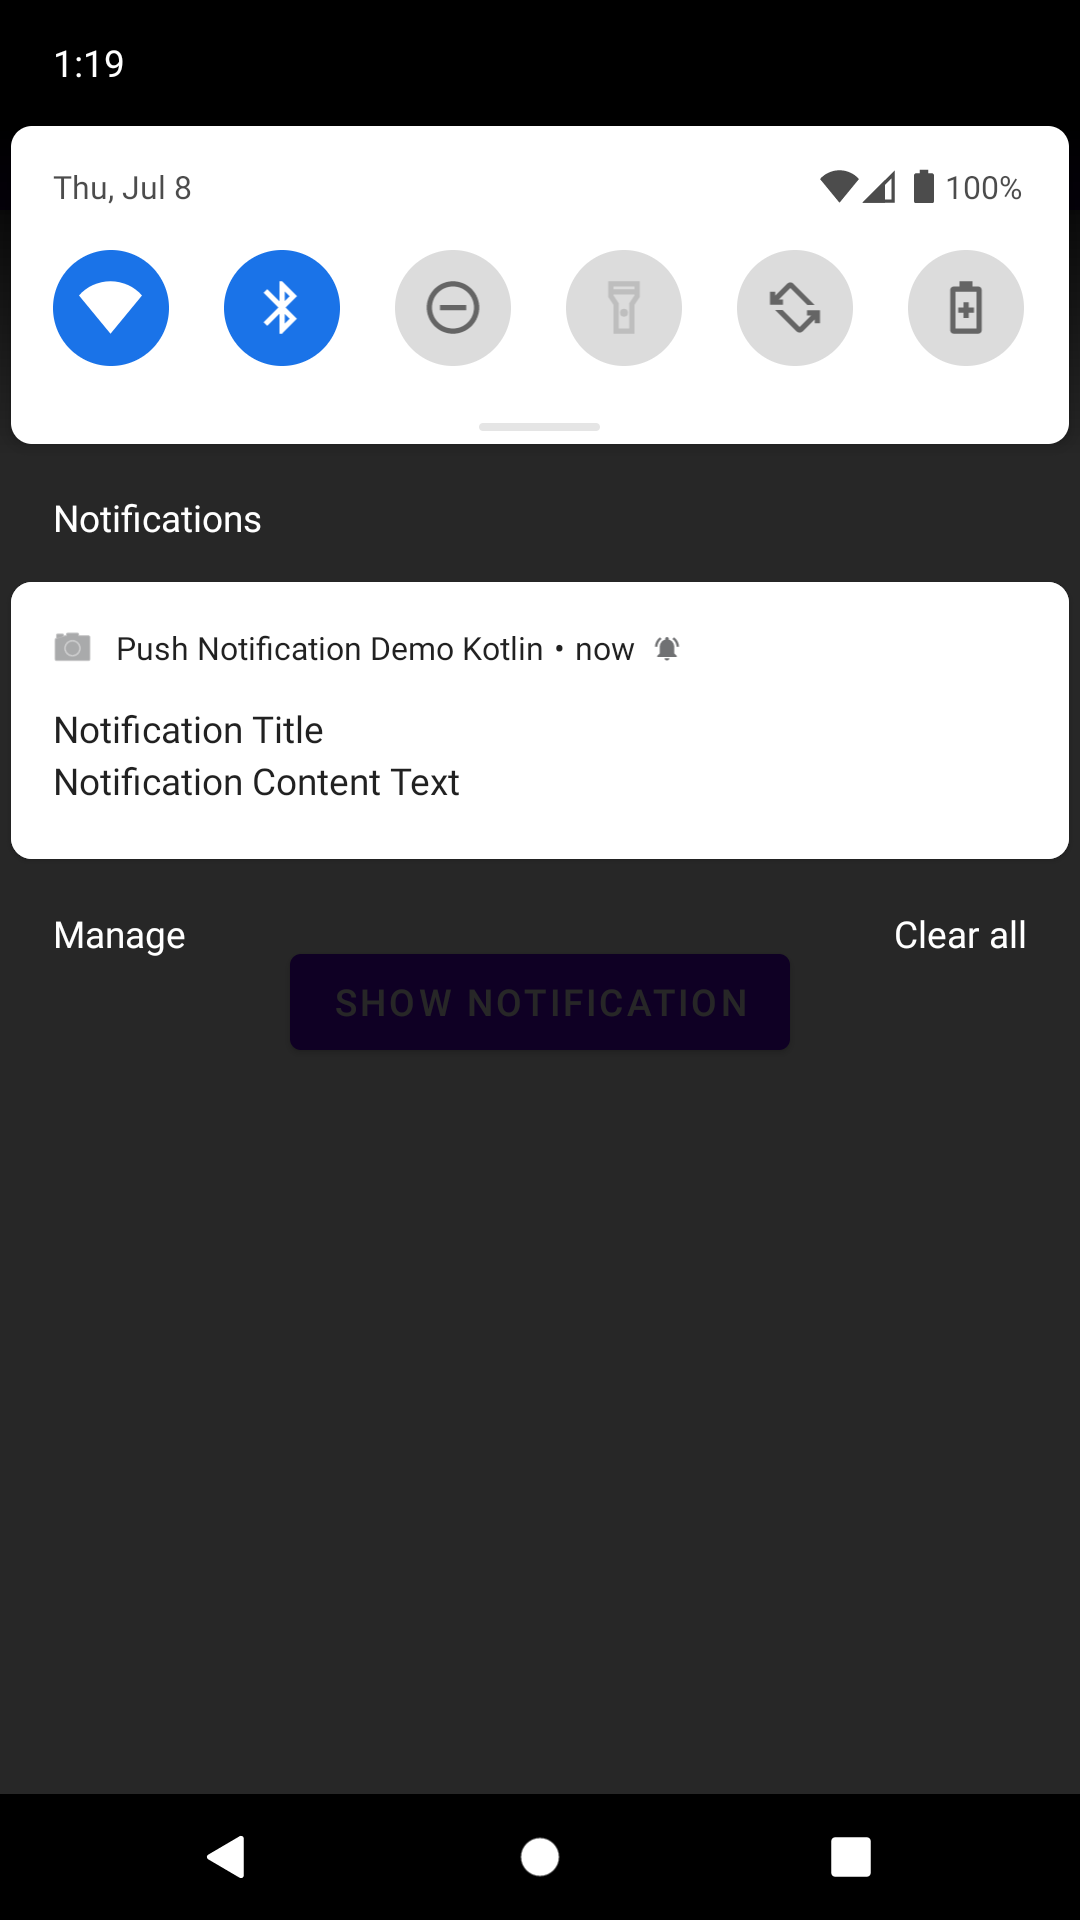 1:19
Thu, Jul 8 100%
Notifications
Push Notification Demo Kotlin • now
Notification Title
Notification Content Text
Manage Clear all
SHOW NOTIFICATION